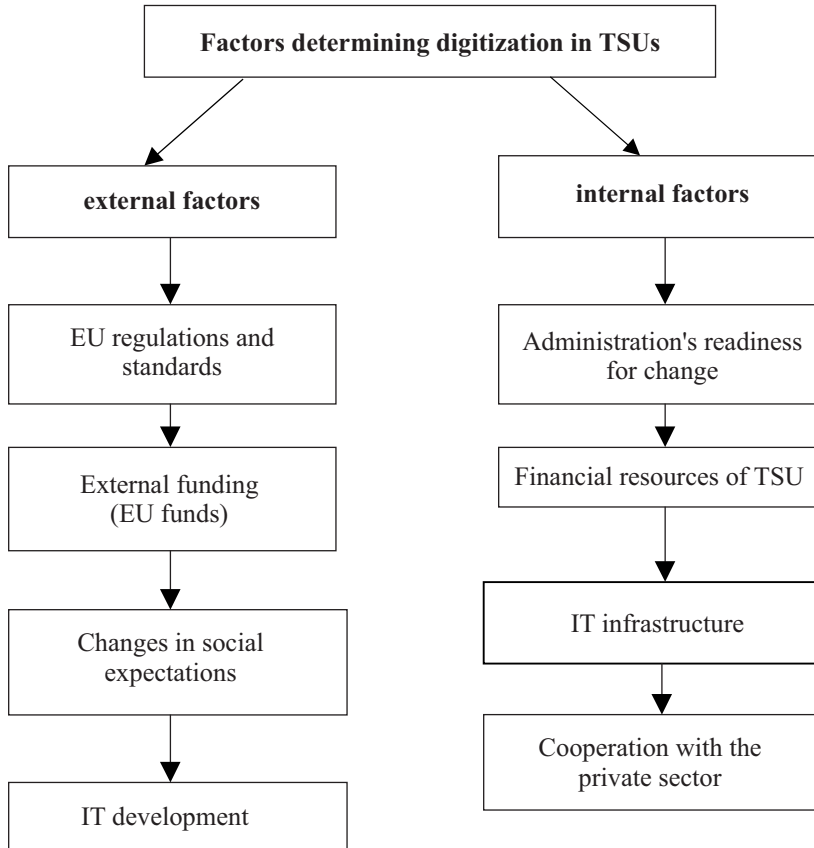 Factors determining digitization in TSUs
external factors
EU regulations and
standards
External funding
(EU funds)
Changes in social
expectations
IT development
internal factors
Administration's readiness
for change
Financial resources of TSU
IT infrastructure
Cooperation with the
private sector